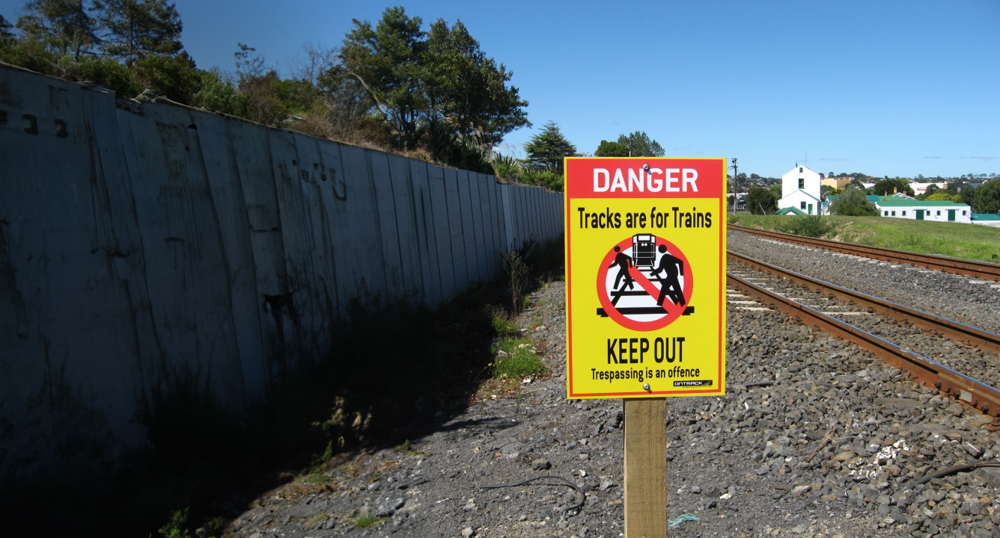 DANGER
Tracks are for Trains
KEEP OUT
Trespassing is an offence
ONTRACK